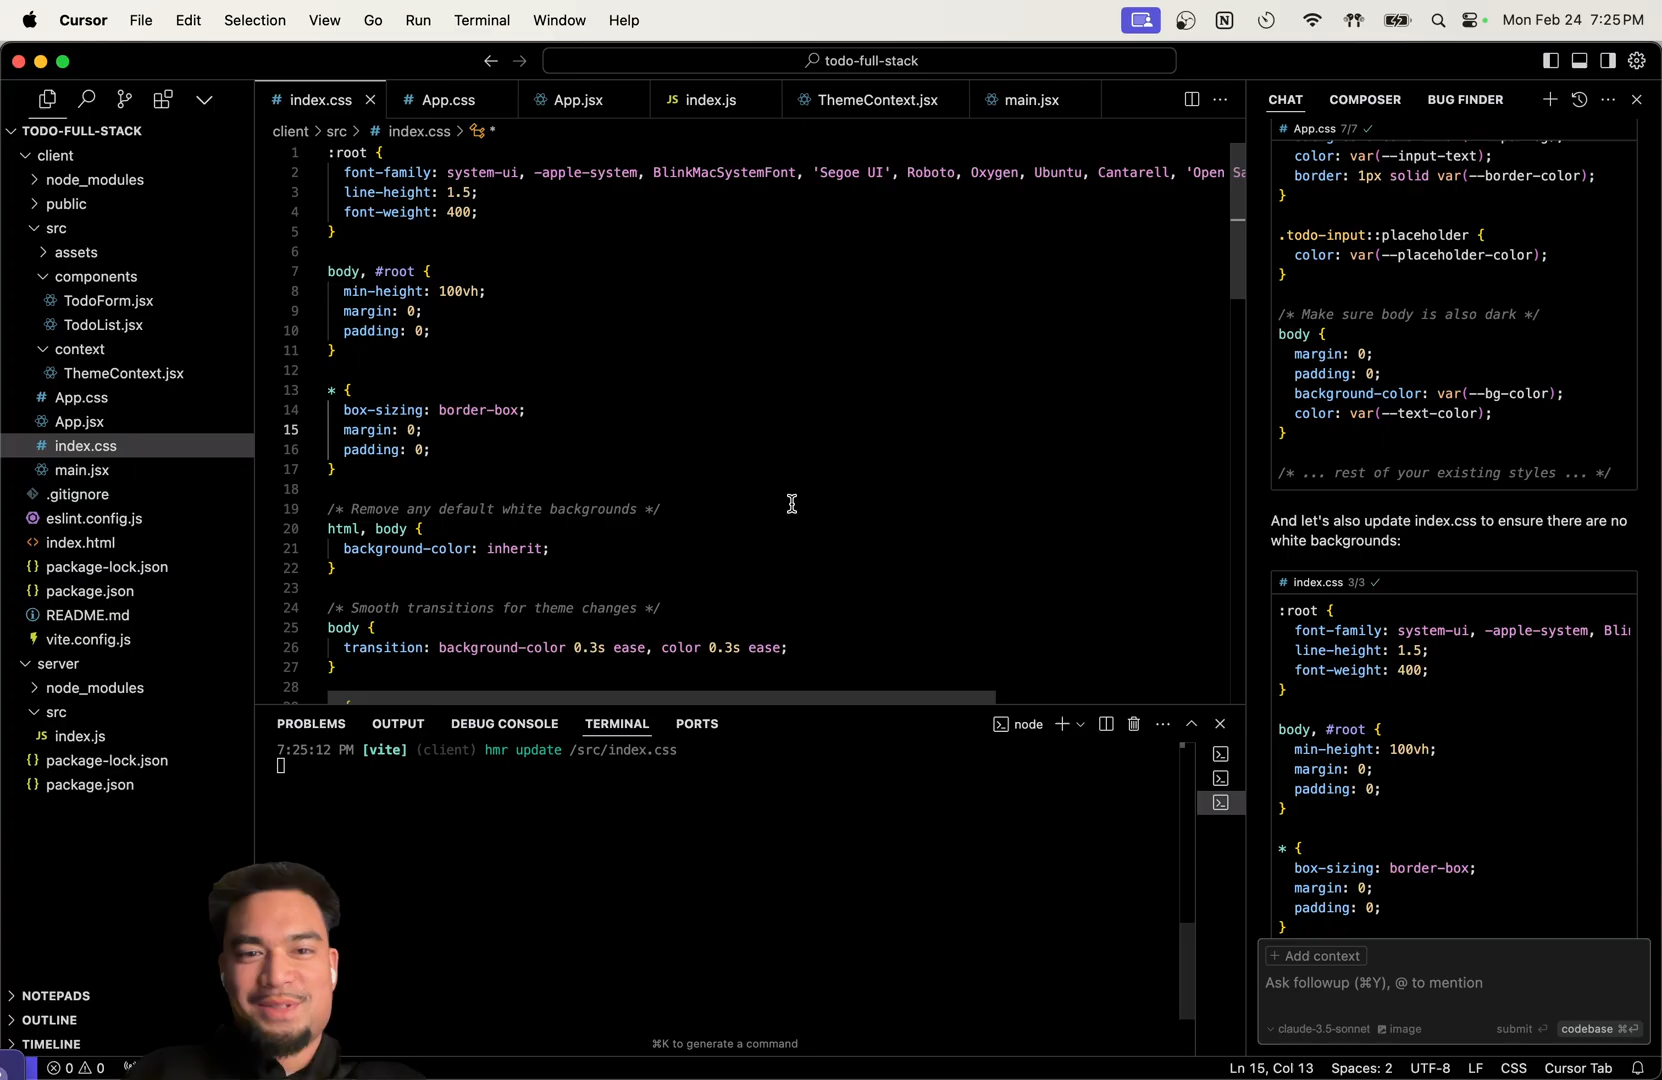 Cursor File Edit Selection View Go Run Terminal Window Help
Mon Feb 24 7:25 PM
todo-full-stack
index.css App.css App.jsx JS index.js ThemeContext.jsx main.jsx
CHAT COMPOSER BUG FINDER
TODO-FULL-STACK
client
node_modules
public
src
assets
components
TodoForm.jsx
TodoList.jsx
context
ThemeContext.jsx
# App.css
App.jsx
# index.css
main.jsx
.gitignore
eslint.config.js
<> index.html
{} package-lock.json
{} package.json
README.md
vite.config.js
server
node_modules
src
JS index.js
{} package-lock.json
{} package.json
NOTEPADS
OUTLINE
TIMELINE
client > src > # index.css > *
1 :root {
2 font-family: system-ui, -apple-system, BlinkMacSystemFont, 'Segoe UI', Roboto, Oxygen, Ubuntu, Cantarell, 'Open Sa
3 line-height: 1.5;
4 font-weight: 400;
5 }
6
7 body, #root {
8 min-height: 100vh;
9 margin: 0;
10 padding: 0;
11 }
12
13 * {
14 box-sizing: border-box;
15 margin: 0;
16 padding: 0;
17 }
18
19 /* Remove any default white backgrounds */
20 html, body {
21 background-color: inherit;
22 }
23
24 /* Smooth transitions for theme changes */
25 body {
26 transition: background-color 0.3s ease, color 0.3s ease;
27 }
28
PROBLEMS OUTPUT DEBUG CONSOLE TERMINAL PORTS
node
7:25:12 PM [vite] (client) hmr update /src/index.css
⌘K to generate a command
# App.css 7/7
color: var(--input-text);
border: 1px solid var(--border-color);
}
.todo-input::placeholder {
color: var(--placeholder-color);
}
/* Make sure body is also dark */
body {
margin: 0;
padding: 0;
background-color: var(--bg-color);
color: var(--text-color);
}
/* ... rest of your existing styles ... */
And let's also update index.css to ensure there are no
white backgrounds:
# index.css 3/3
:root {
font-family: system-ui, -apple-system, Blin
line-height: 1.5;
font-weight: 400;
}
body, #root {
min-height: 100vh;
margin: 0;
padding: 0;
}
* {
box-sizing: border-box;
margin: 0;
padding: 0;
}
+ Add context
Ask followup (⌘Y), @ to mention
claude-3.5-sonnet image submit codebase ⌘
0 0
Ln 15, Col 13 Spaces: 2 UTF-8 LF CSS Cursor Tab